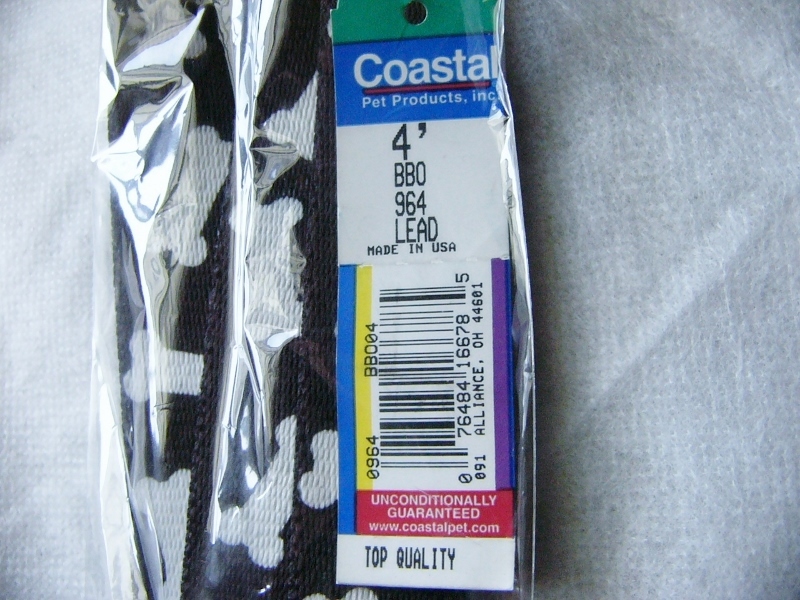 Coastal
Pet Products, inc
4'
BBO
964
LEAD
MADE IN USA
0964 BBO04
0 76484 16678 5
091 ALLIANCE, OH 44601
UNCONDITIONALLY
GUARANTEED
www.coastalpet.com
TOP QUALITY